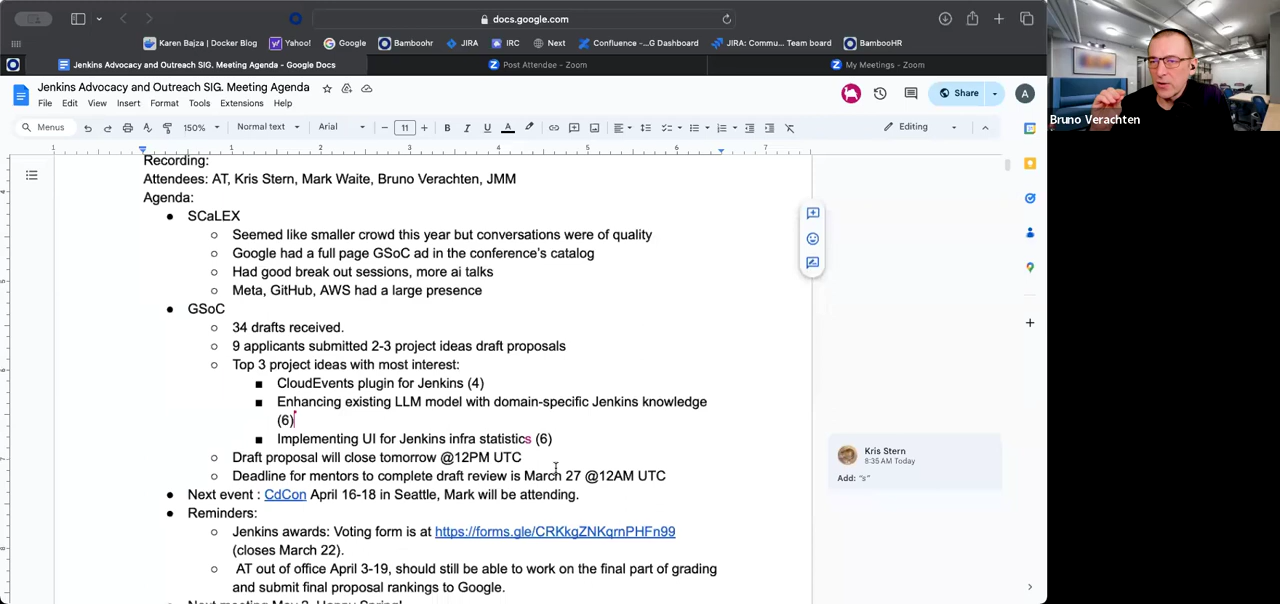 docs.google.com
Karen Bajza | Docker Blog
Yahoo!
Google
Bamboohr
JIRA
IRC
Next
Confluence ...G Dashboard
JIRA: Commu... Team board
BambooHR
Jenkins Advocacy and Outreach SIG. Meeting Agenda - Google Docs
Post Attendee - Zoom
My Meetings - Zoom
Jenkins Advocacy and Outreach SIG. Meeting Agenda
File Edit View Insert Format Tools Extensions Help
Share
A
Menus
150%
Normal text
Arial
11
B I U A
Editing
1 1 2 3 4 5 6 7
Recording:
Attendees: AT, Kris Stern, Mark Waite, Bruno Verachten, JMM
Agenda:
● SCaLEX
○ Seemed like smaller crowd this year but conversations were of quality
○ Google had a full page GSoC ad in the conference's catalog
○ Had good break out sessions, more ai talks
○ Meta, GitHub, AWS had a large presence
● GSoC
○ 34 drafts received.
○ 9 applicants submitted 2-3 project ideas draft proposals
○ Top 3 project ideas with most interest:
■ CloudEvents plugin for Jenkins (4)
■ Enhancing existing LLM model with domain-specific Jenkins knowledge
(6)
■ Implementing UI for Jenkins infra statistics (6)
○ Draft proposal will close tomorrow @12PM UTC
○ Deadline for mentors to complete draft review is March 27 @12AM UTC
● Next event : CdCon April 16-18 in Seattle, Mark will be attending.
● Reminders:
○ Jenkins awards: Voting form is at https://forms.gle/CRKkgZNKqrnPHFn99
(closes March 22).
○ AT out of office April 3-19, should still be able to work on the final part of grading
and submit final proposal rankings to Google.
Kris Stern
8:35 AM Today
Add: "s"
Bruno Verachten